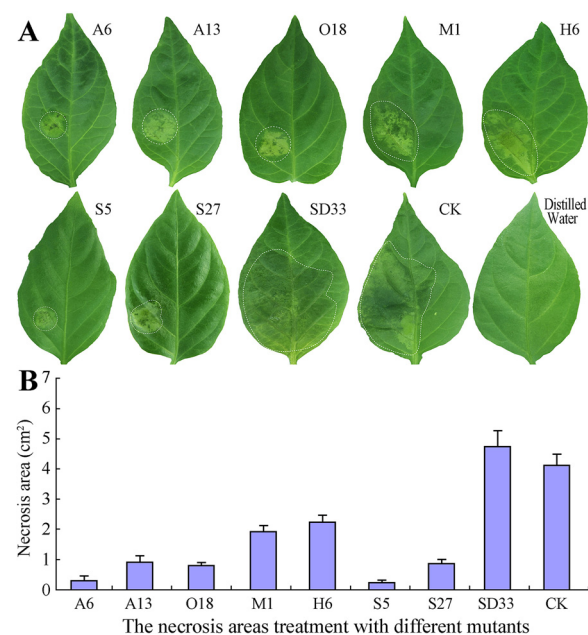 A
A6 A13 O18 M1 H6
S5 S27 SD33 CK Distilled
Water
B
7
6
5
4
3
2
1
0
Necrosis area (cm²)
A6 A13 O18 M1 H6 S5 S27 SD33 CK
The necrosis areas treatment with different mutants